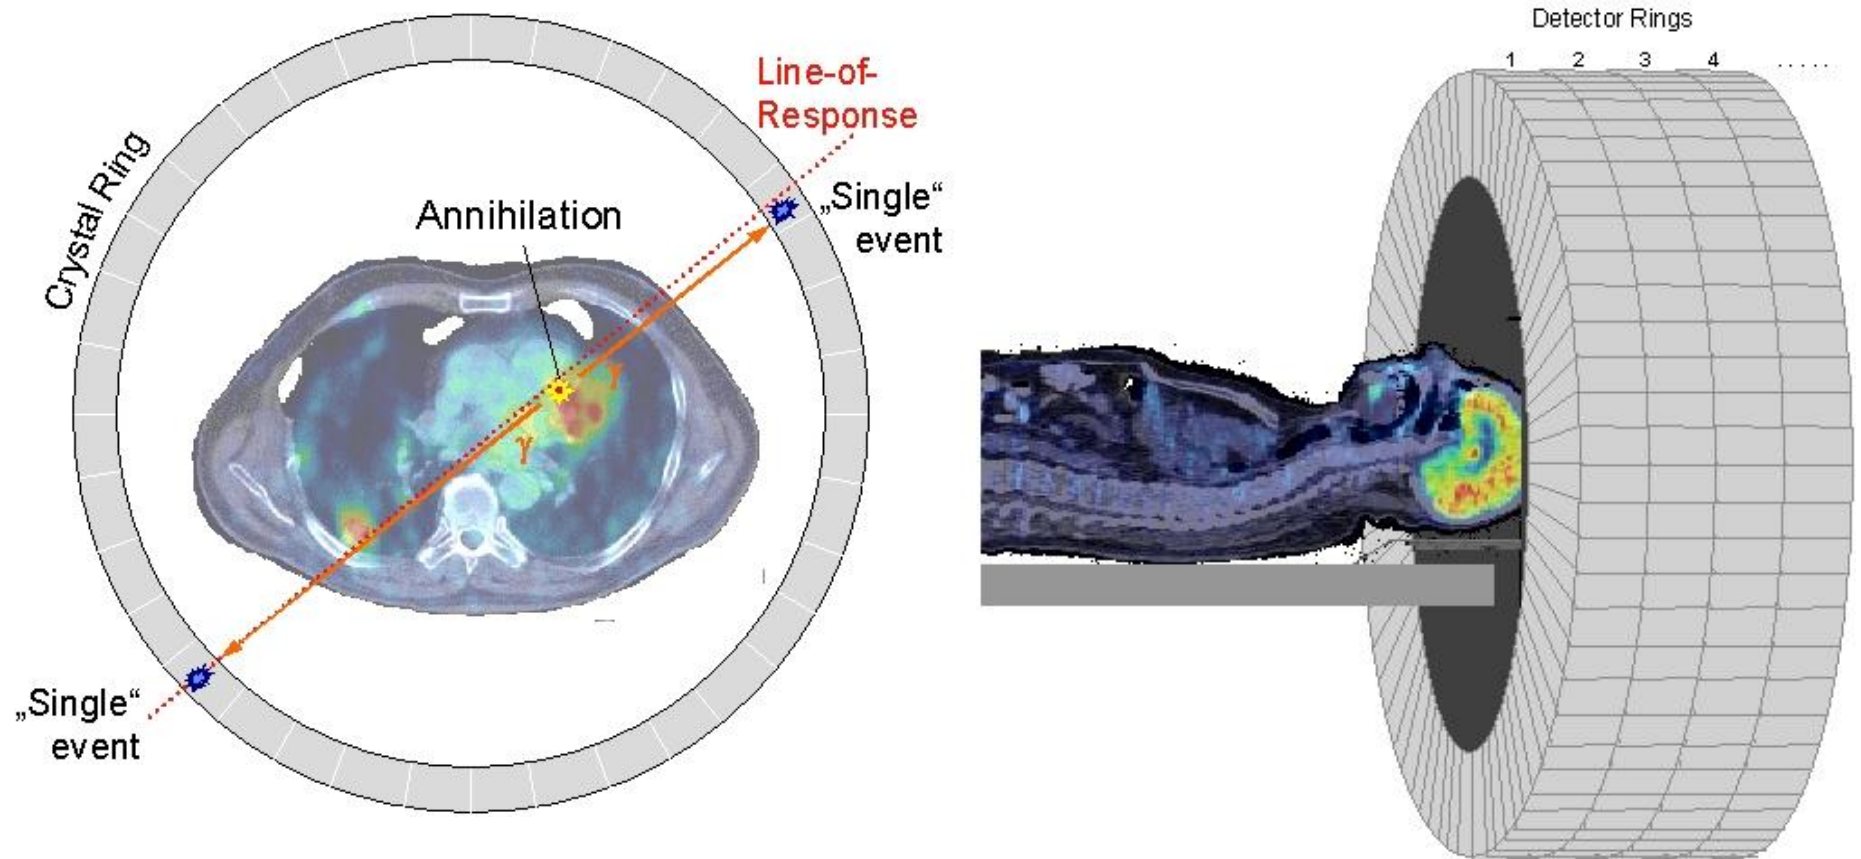 Detector Rings
1 2 3 4 .....
Line-of-
Response
Crystal Ring
Annihilation
„Single“
event
γ
γ
„Single“
event